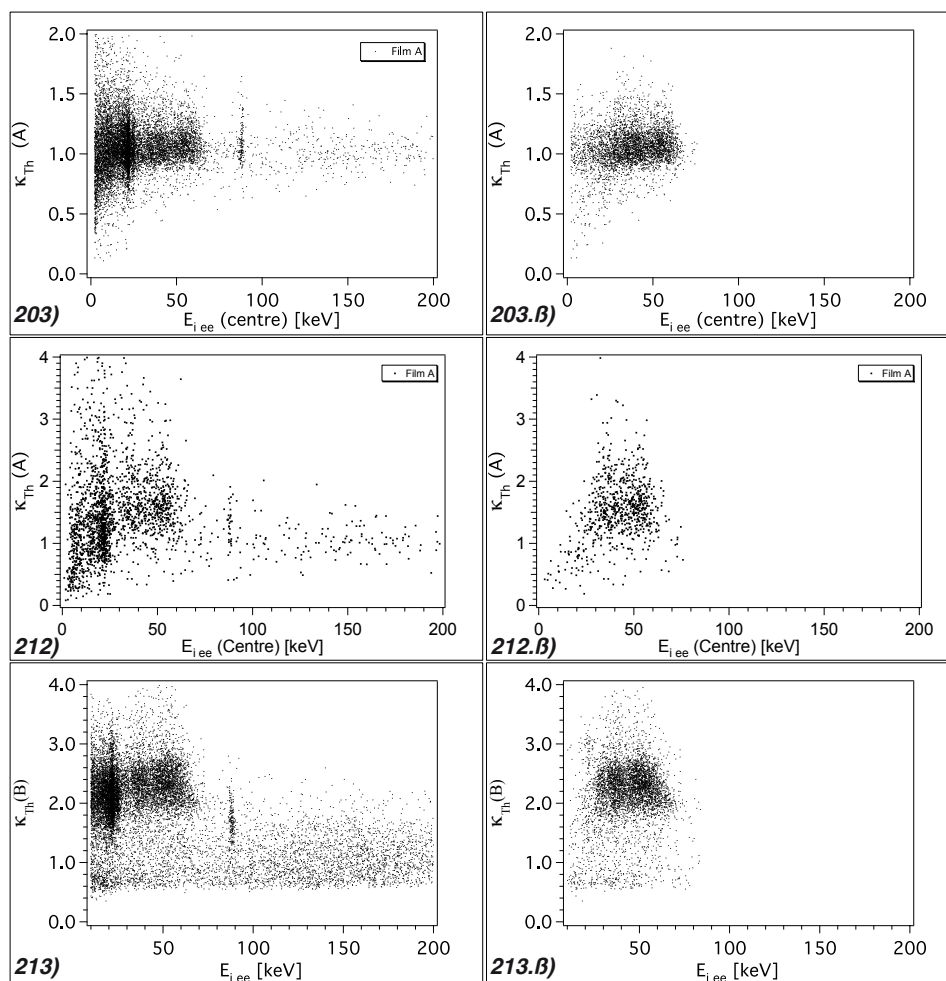 2.0
1.5
1.0
0.5
0.0
κTh (A)
Film A
0 50 100 150 200
Ei ee (centre) [keV]
203)
2.0
1.5
1.0
0.5
0.0
κTh (A)
0 50 100 150 200
Ei ee (centre) [keV]
203.ß)
4
3
2
1
0
κTh (A)
Film A
0 50 100 150 200
Ei ee (Centre) [keV]
212)
4
3
2
1
0
κTh (A)
Film A
0 50 100 150 200
Ei ee (Centre) [keV]
212.ß)
4.0
3.0
2.0
1.0
0.0
κTh(B)
50 100 150 200
Ei ee [keV]
213)
4.0
3.0
2.0
1.0
0.0
κTh(B)
50 100 150 200
Ei ee [keV]
213.ß)